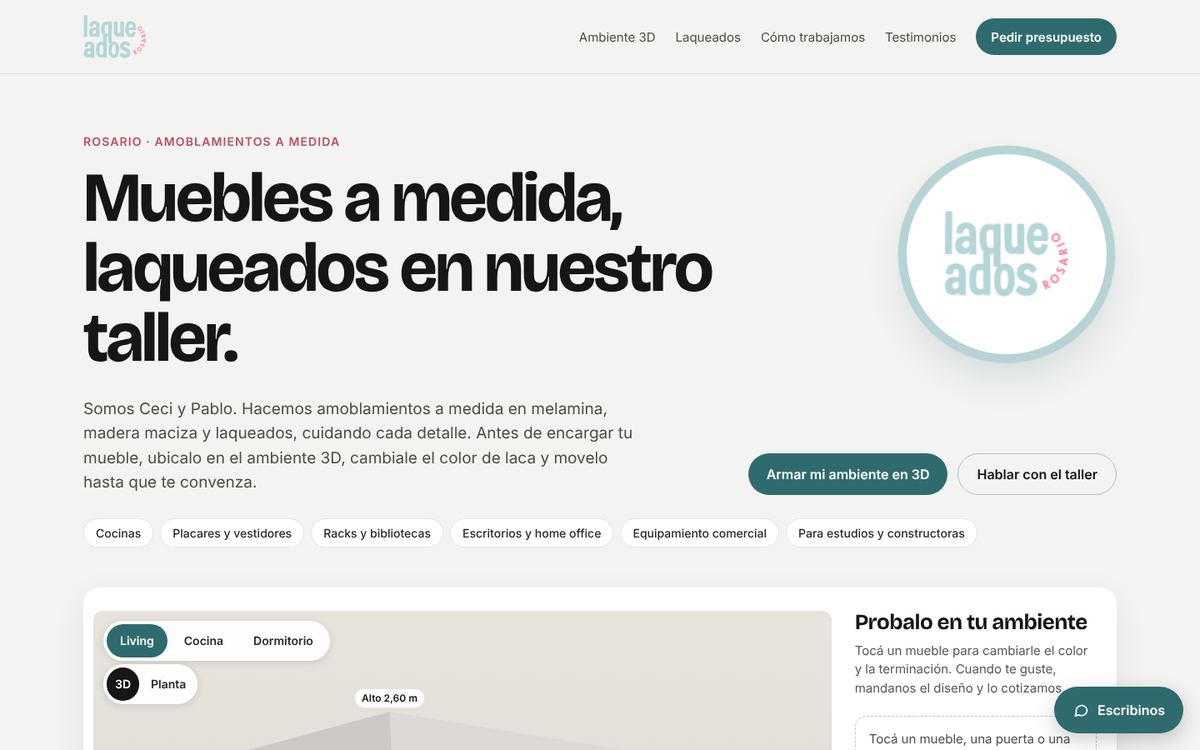 laque
ados
ROSARIO
Ambiente 3D
Laqueados
Cómo trabajamos
Testimonios
Pedir presupuesto
ROSARIO · AMOBLAMIENTOS A MEDIDA
Muebles a medida,
laqueados en nuestro
taller.
laque
ados
ROSARIO
Somos Ceci y Pablo. Hacemos amoblamientos a medida en melamina,
madera maciza y laqueados, cuidando cada detalle. Antes de encargar tu
mueble, ubicalo en el ambiente 3D, cambiale el color de laca y movelo
hasta que te convenza.
Armar mi ambiente en 3D
Hablar con el taller
Cocinas
Placares y vestidores
Racks y bibliotecas
Escritorios y home office
Equipamiento comercial
Para estudios y constructoras
Living
Cocina
Dormitorio
3D
Planta
Alto 2,60 m
Probalo en tu ambiente
Tocá un mueble para cambiarle el color
y la terminación. Cuando te guste,
mandanos el diseño y lo cotizamos.
Tocá un mueble, una puerta o una
Escribinos